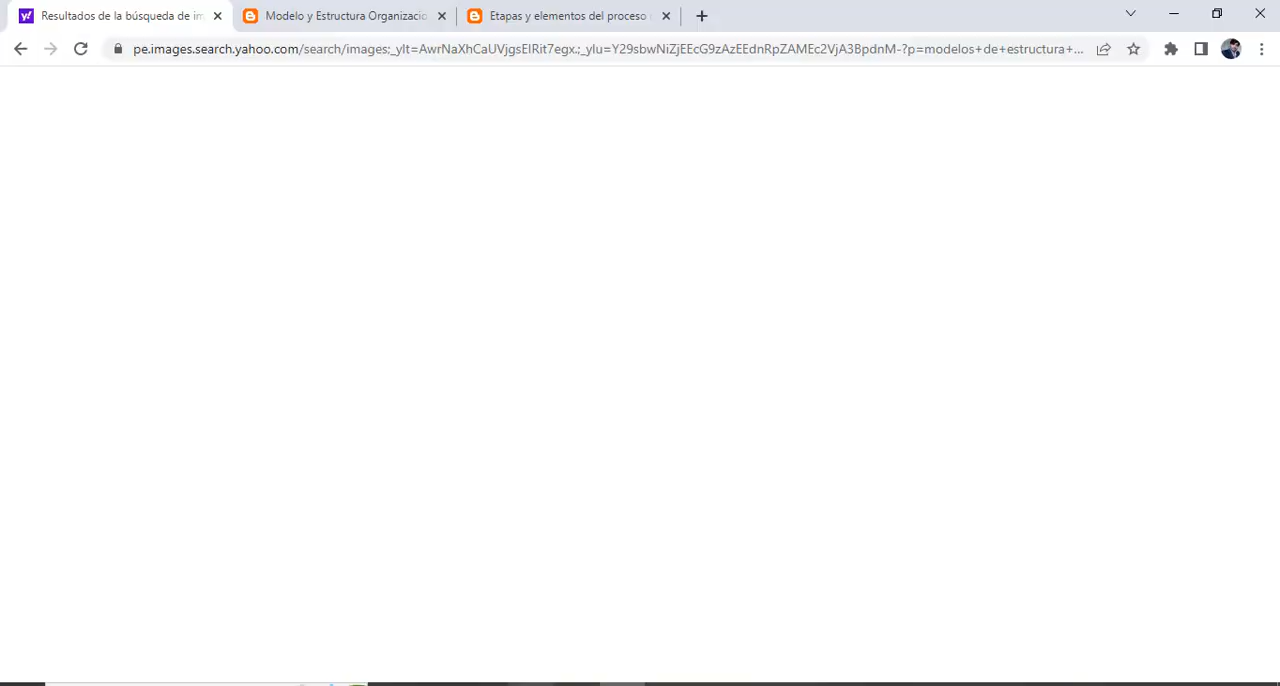 Resultados de la búsqueda de im
Modelo y Estructura Organizacio
Etapas y elementos del proceso
pe.images.search.yahoo.com/search/images;_ylt=AwrNaXhCaUVjgsEIRit7egx.;_ylu=Y29sbwNiZjEEcG9zAzEEdnRpZAMEc2VjA3BpdnM-?p=modelos+de+estructura+...